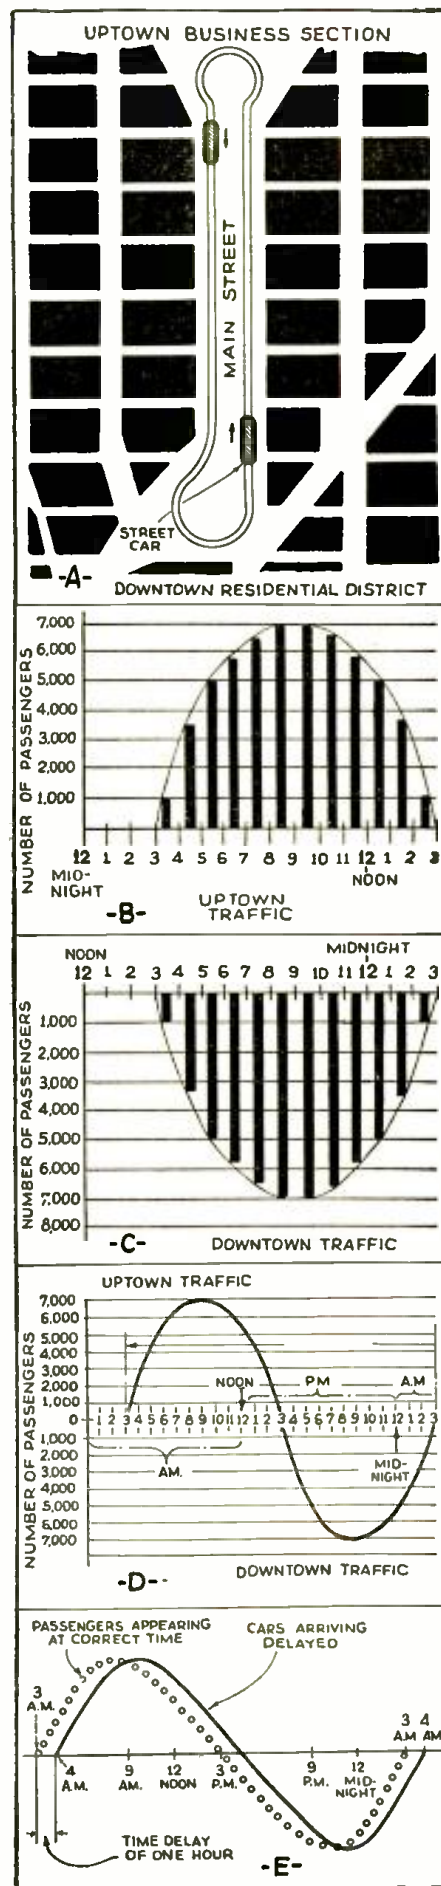 UPTOWN BUSINESS SECTION
MAIN STREET
STREET
CAR
-A-
DOWNTOWN RESIDENTIAL DISTRICT
NUMBER OF PASSENGERS
7,000
6,000
5,000
4,000
3,000
2,000
1,000
12 1 2 3 4 5 6 7 8 9 10 11 12 1 2 3
MID-
NIGHT
NOON
-B-
UPTOWN
TRAFFIC
NOON
MIDNIGHT
12 1 2 3 4 5 6 7 8 9 10 11 12 1 2 3
NUMBER OF PASSENGERS
1,000
2,000
3,000
4,000
5,000
6,000
7,000
8,000
-C-
DOWNTOWN TRAFFIC
UPTOWN TRAFFIC
NUMBER OF PASSENGERS
7,000
6,000
5,000
4,000
3,000
2,000
1,000
0
1,000
2,000
3,000
4,000
5,000
6,000
7,000
NOON
P.M
A.M
1 2 3 4 5 6 7 8 9 10 11 12 1 2 3 4 5 6 7 8 9 10 11 12 1 2 3
AM.
MID-
NIGHT
-D-
DOWNTOWN TRAFFIC
PASSENGERS APPEARING
AT CORRECT TIME
CARS ARRIVING
DELAYED
3
A.M.
4
A.M.
9
AM.
12
NOON
3
P.M.
9
P.M.
12
MID-
NIGHT
3
A.M
4
AM.
TIME DELAY
OF ONE HOUR
-E-